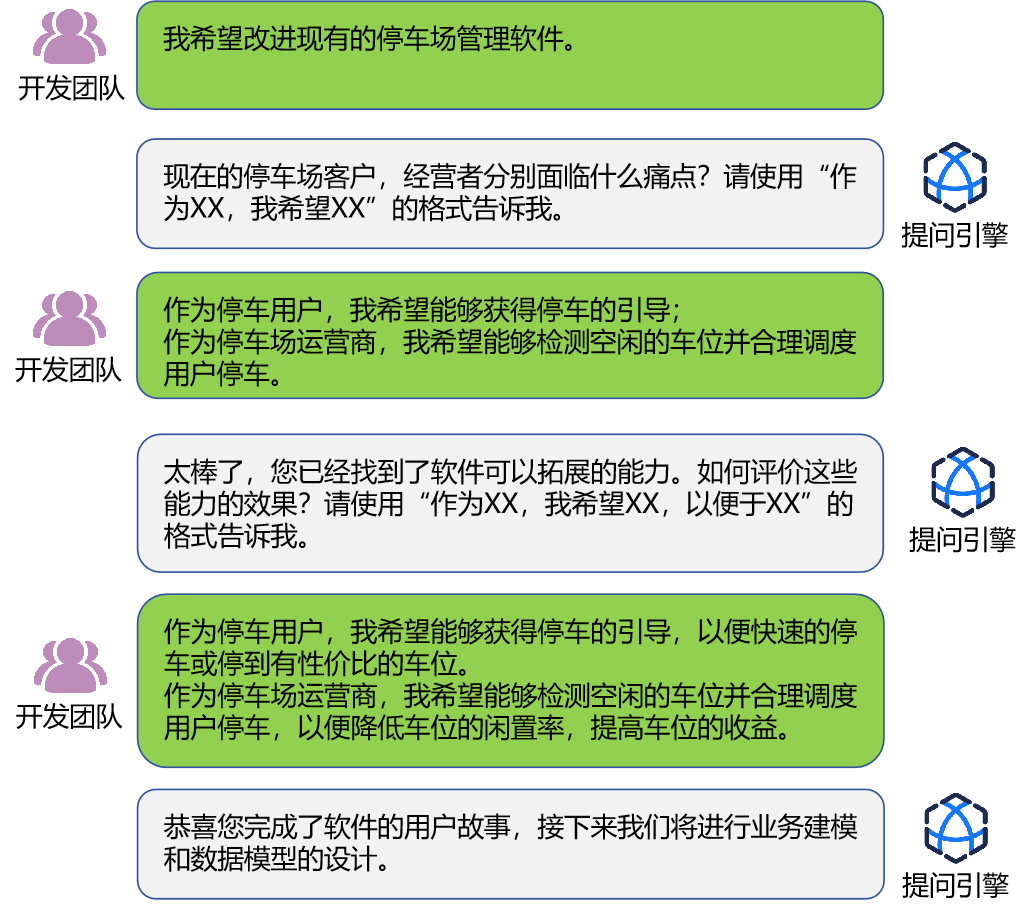 我希望改进现有的停车场管理软件。
开发团队
现在的停车场客户，经营者分别面临什么痛点？请使用“作
为XX，我希望XX”的格式告诉我。
提问引擎
作为停车用户，我希望能够获得停车的引导；
作为停车场运营商，我希望能够检测空闲的车位并合理调度
用户停车。
开发团队
太棒了，您已经找到了软件可以拓展的能力。如何评价这些
能力的效果？请使用“作为XX，我希望XX，以便于XX”的
格式告诉我。
提问引擎
作为停车用户，我希望能够获得停车的引导，以便快速的停
车或停到有性价比的车位。
作为停车场运营商，我希望能够检测空闲的车位并合理调度
用户停车，以便降低车位的闲置率，提高车位的收益。
开发团队
恭喜您完成了软件的用户故事，接下来我们将进行业务建模
和数据模型的设计。
提问引擎